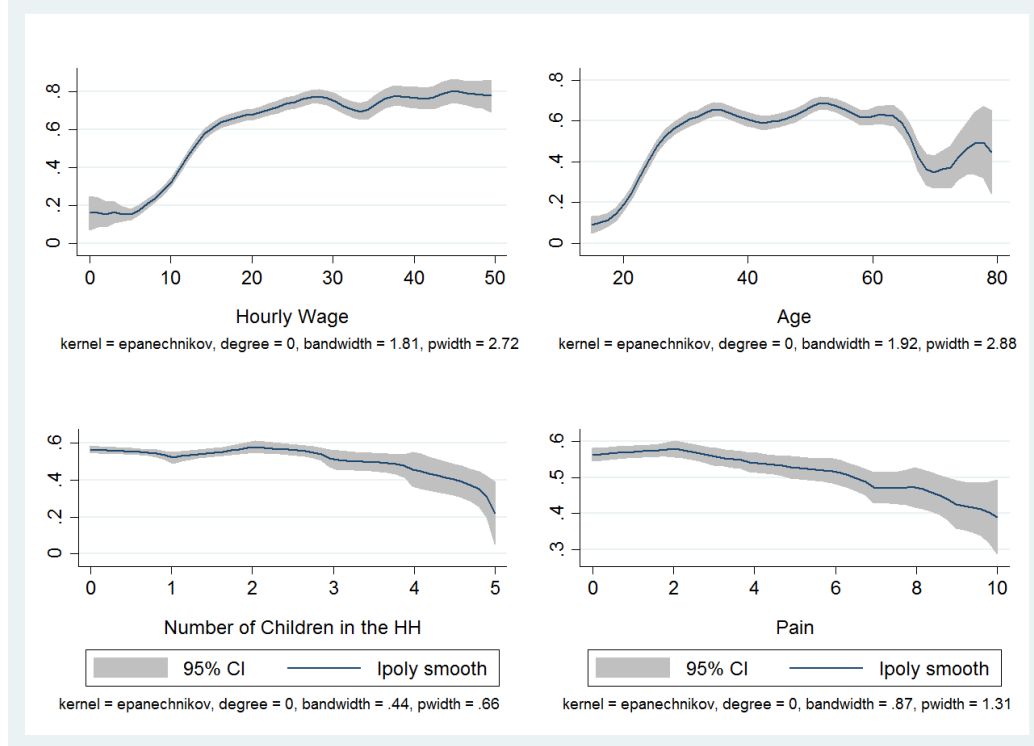 .8
.6
.4
.2
0
0 10 20 30 40 50
Hourly Wage
kernel = epanechnikov, degree = 0, bandwidth = 1.81, pwidth = 2.72
.8
.6
.4
.2
0
20 40 60 80
Age
kernel = epanechnikov, degree = 0, bandwidth = 1.92, pwidth = 2.88
.6
.4
.2
0
0 1 2 3 4 5
Number of Children in the HH
95% CI lpoly smooth
kernel = epanechnikov, degree = 0, bandwidth = .44, pwidth = .66
.6
.5
.4
.3
0 2 4 6 8 10
Pain
95% CI lpoly smooth
kernel = epanechnikov, degree = 0, bandwidth = .87, pwidth = 1.31